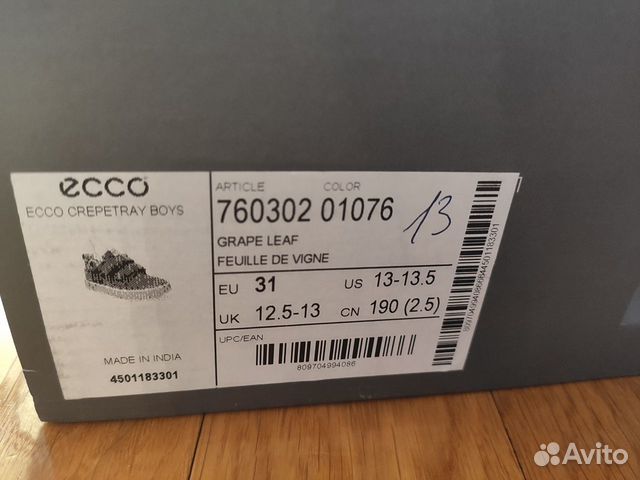 ecco
ECCO CREPETRAY BOYS
MADE IN INDIA
4501183301
ARTICLE COLOR
760302 01076
13
GRAPE LEAF
FEUILLE DE VIGNE
EU 31 US 13-13.5
UK 12.5-13 CN 190 (2.5)
UPC/EAN
809704994086
Avito